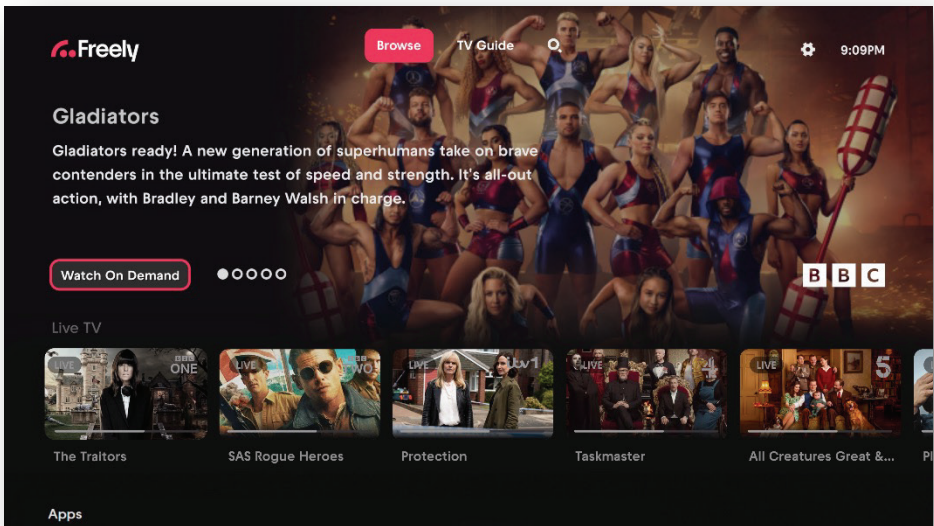 Freely
Browse
TV Guide
9:09PM
Gladiators
Gladiators ready! A new generation of superhumans take on brave
contenders in the ultimate test of speed and strength. It's all-out
action, with Bradley and Barney Walsh in charge.
Watch On Demand
BBC
Live TV
LIVE
BBC
ONE
LIVE
BBC
TWO
LIVE
itv1
LIVE
4
LIVE
5
The Traitors
SAS Rogue Heroes
Protection
Taskmaster
All Creatures Great &...
Apps